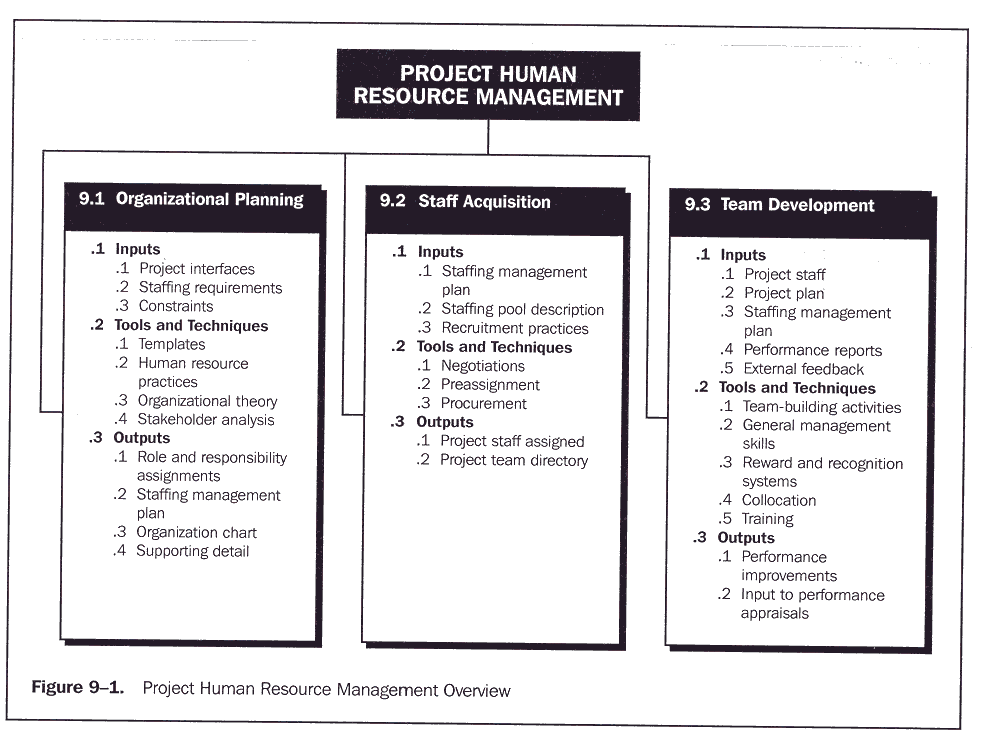 PROJECT HUMAN
RESOURCE MANAGEMENT
9.1 Organizational Planning
.1 Inputs
.1 Project interfaces
.2 Staffing requirements
.3 Constraints
.2 Tools and Techniques
.1 Templates
.2 Human resource
practices
.3 Organizational theory
.4 Stakeholder analysis
.3 Outputs
.1 Role and responsibility
assignments
.2 Staffing management
plan
.3 Organization chart
.4 Supporting detail
9.2 Staff Acquisition
.1 Inputs
.1 Staffing management
plan
.2 Staffing pool description
.3 Recruitment practices
.2 Tools and Techniques
.1 Negotiations
.2 Preassignment
.3 Procurement
.3 Outputs
.1 Project staff assigned
.2 Project team directory
9.3 Team Development
.1 Inputs
.1 Project staff
.2 Project plan
.3 Staffing management
plan
.4 Performance reports
.5 External feedback
.2 Tools and Techniques
.1 Team-building activities
.2 General management
skills
.3 Reward and recognition
systems
.4 Collocation
.5 Training
.3 Outputs
.1 Performance
improvements
.2 Input to performance
appraisals
Figure 9–1. Project Human Resource Management Overview